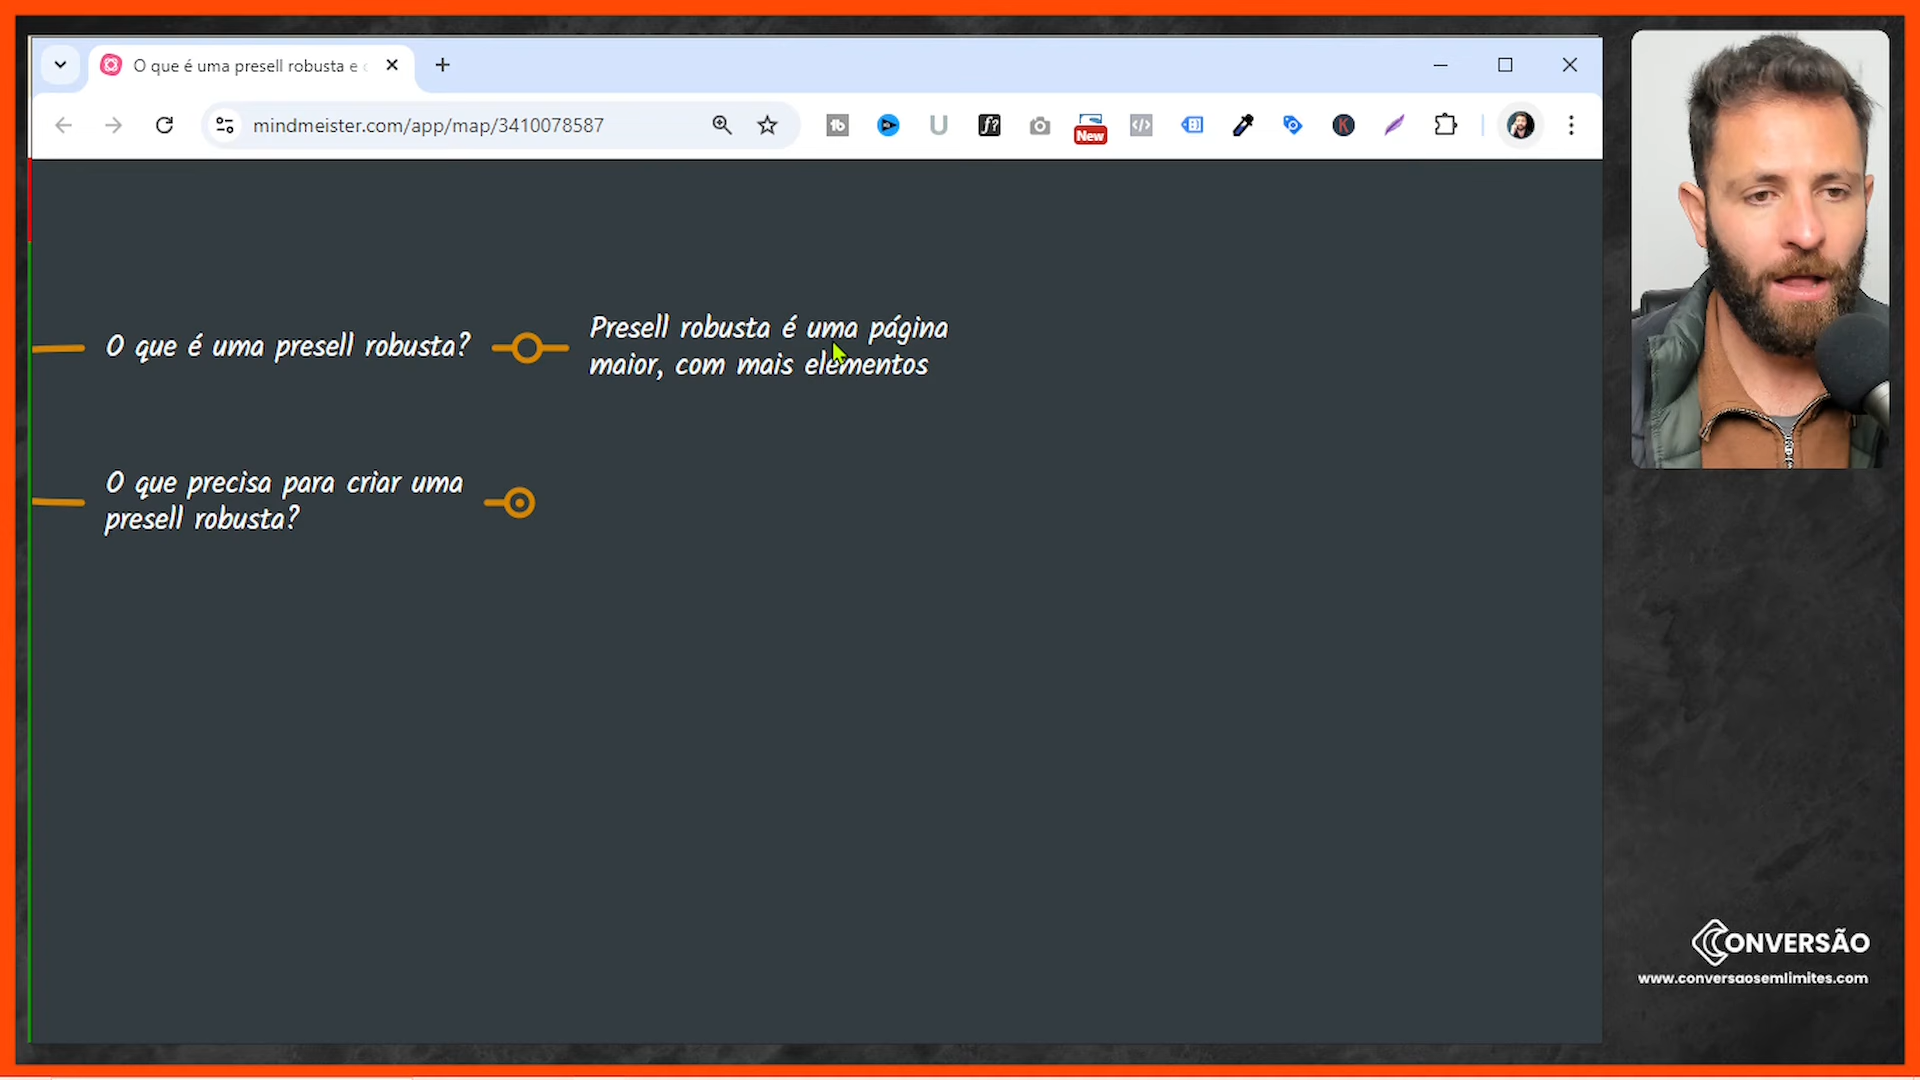 O que é uma presell robusta e
mindmeister.com/app/map/3410078587
New
O que é uma presell robusta?
Presell robusta é uma página
maior, com mais elementos
O que precisa para criar uma
presell robusta?
CONVERSÃO
www.conversaosemlimites.com